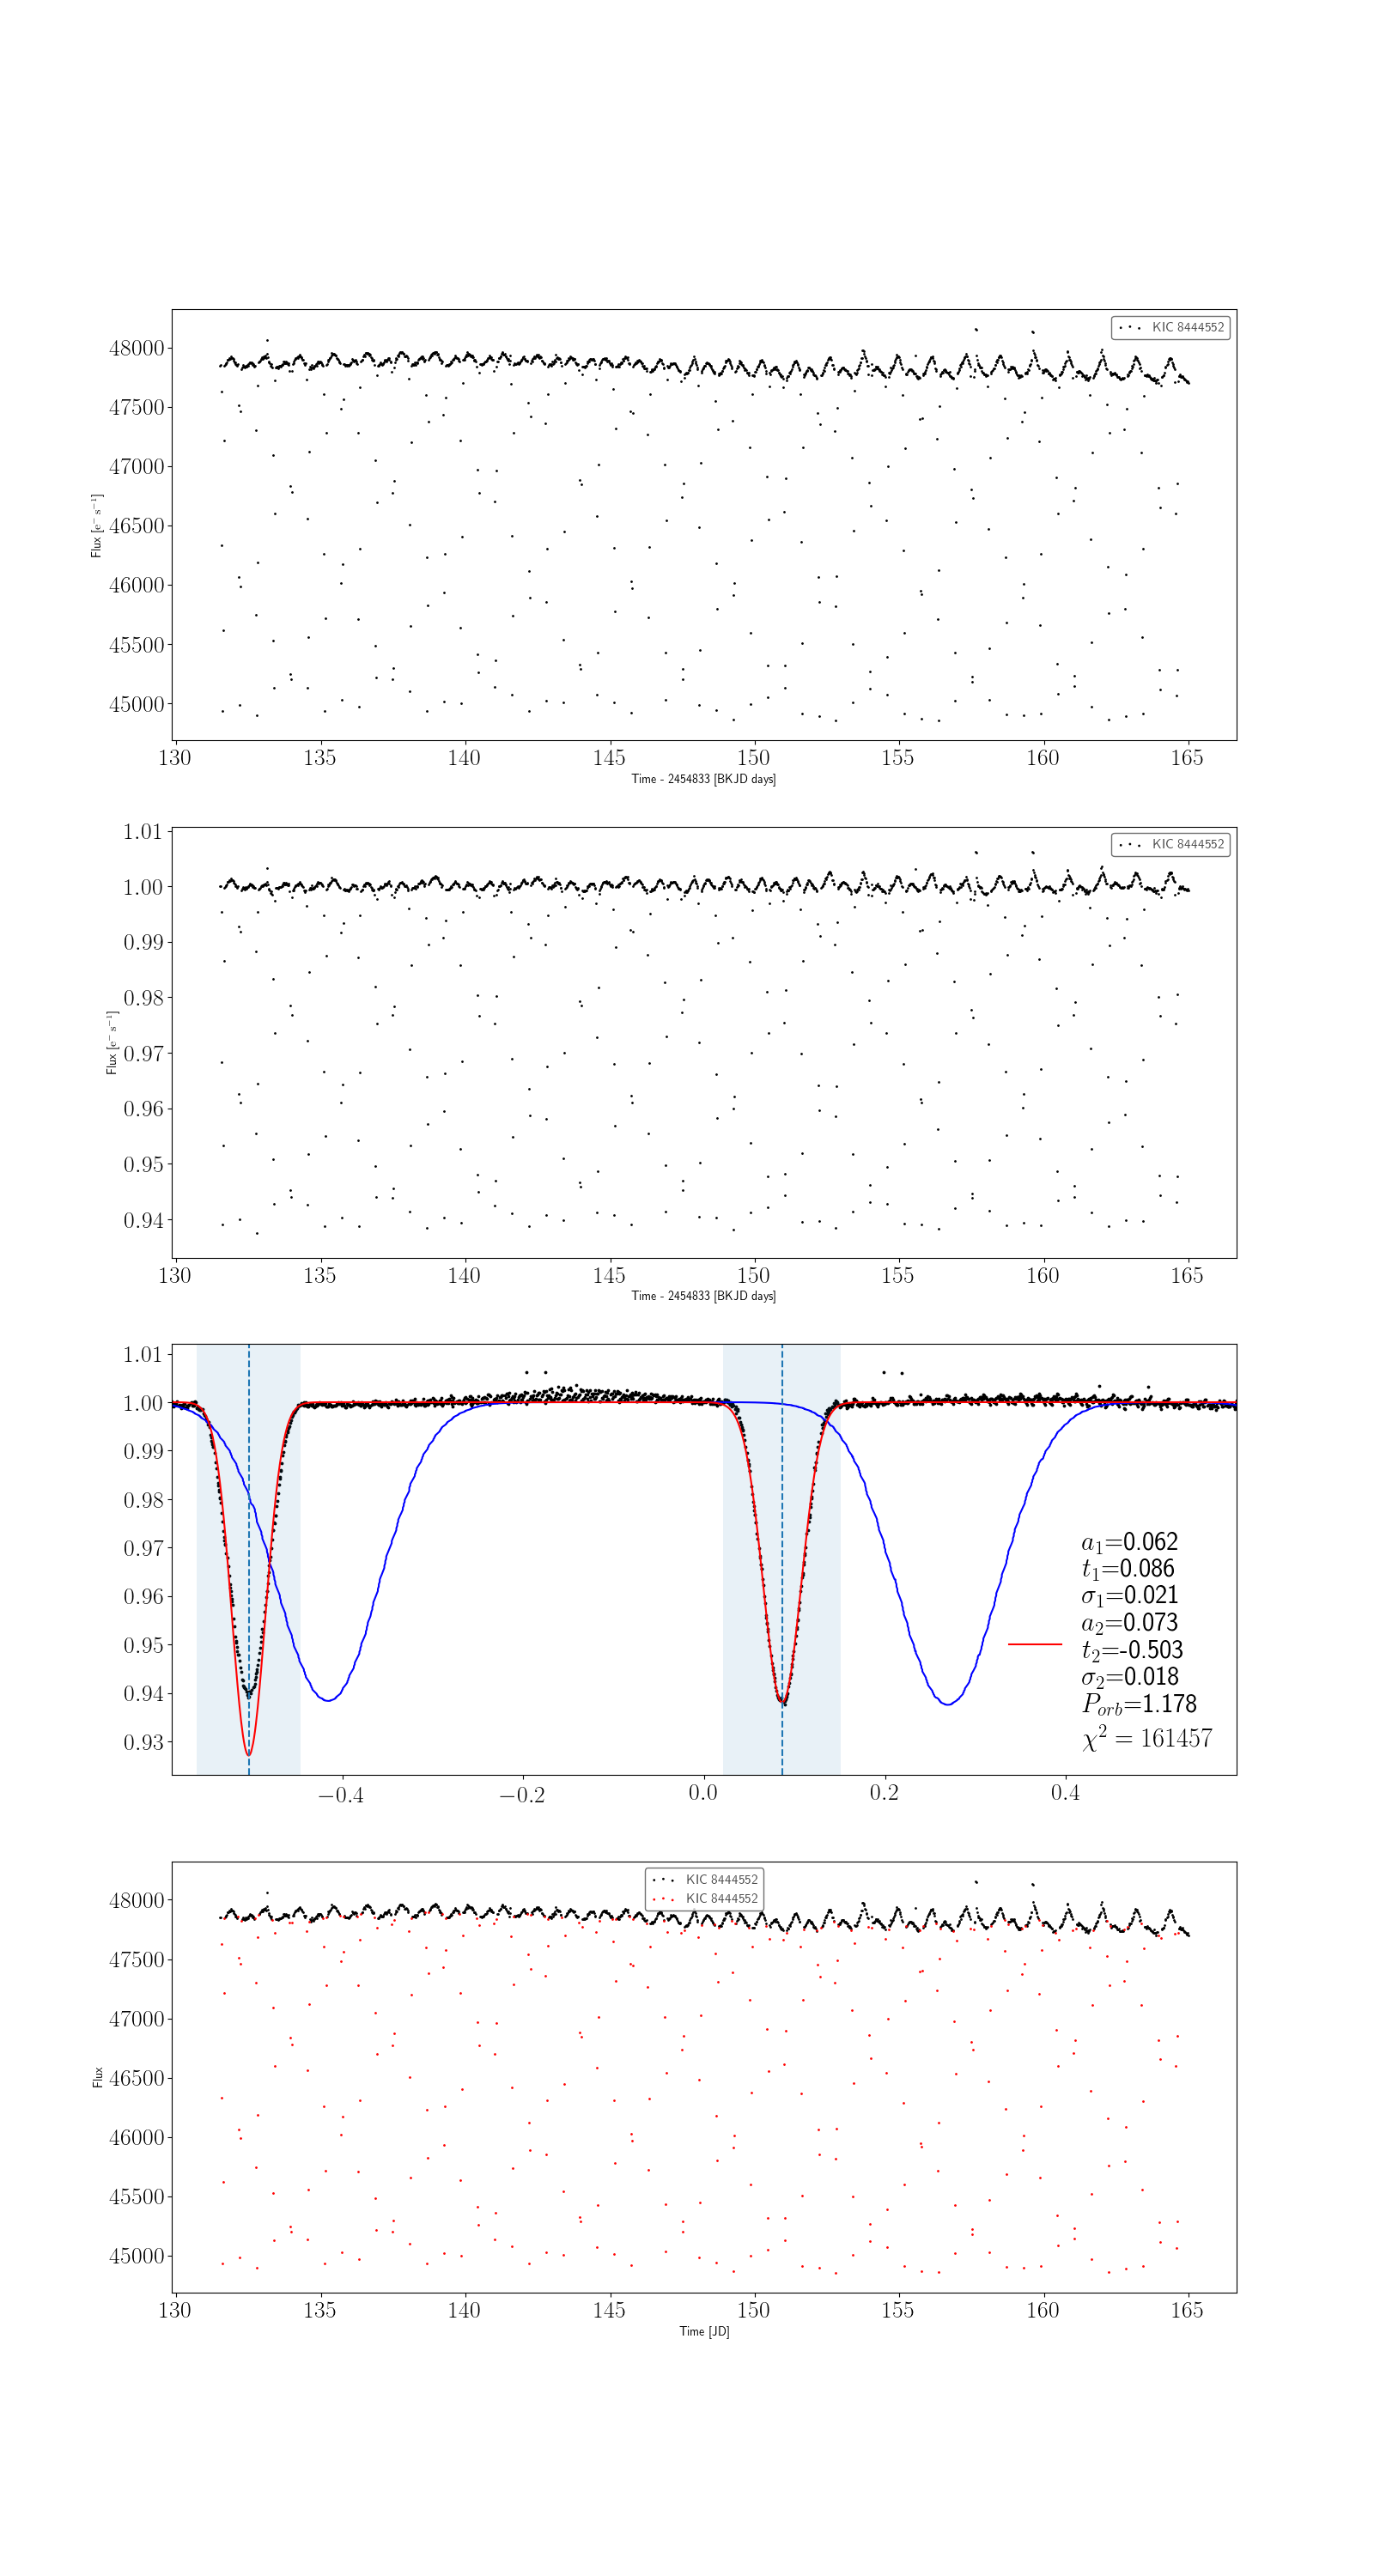 KIC 8444552
48000
47500
47000
46500
46000
45500
45000
Flux [e⁻ s⁻¹]
130 135 140 145 150 155 160 165
Time - 2454833 [BKJD days]
KIC 8444552
1.01
1.00
0.99
0.98
0.97
0.96
0.95
0.94
Flux [e⁻ s⁻¹]
130 135 140 145 150 155 160 165
Time - 2454833 [BKJD days]
1.01
1.00
0.99
0.98
0.97
0.96
0.95
0.94
0.93
a₁=0.062
t₁=0.086
σ₁=0.021
a₂=0.073
t₂=-0.503
σ₂=0.018
P_orb=1.178
χ² = 161457
−0.4 −0.2 0.0 0.2 0.4
KIC 8444552
KIC 8444552
48000
47500
47000
46500
46000
45500
45000
Flux
130 135 140 145 150 155 160 165
Time [JD]